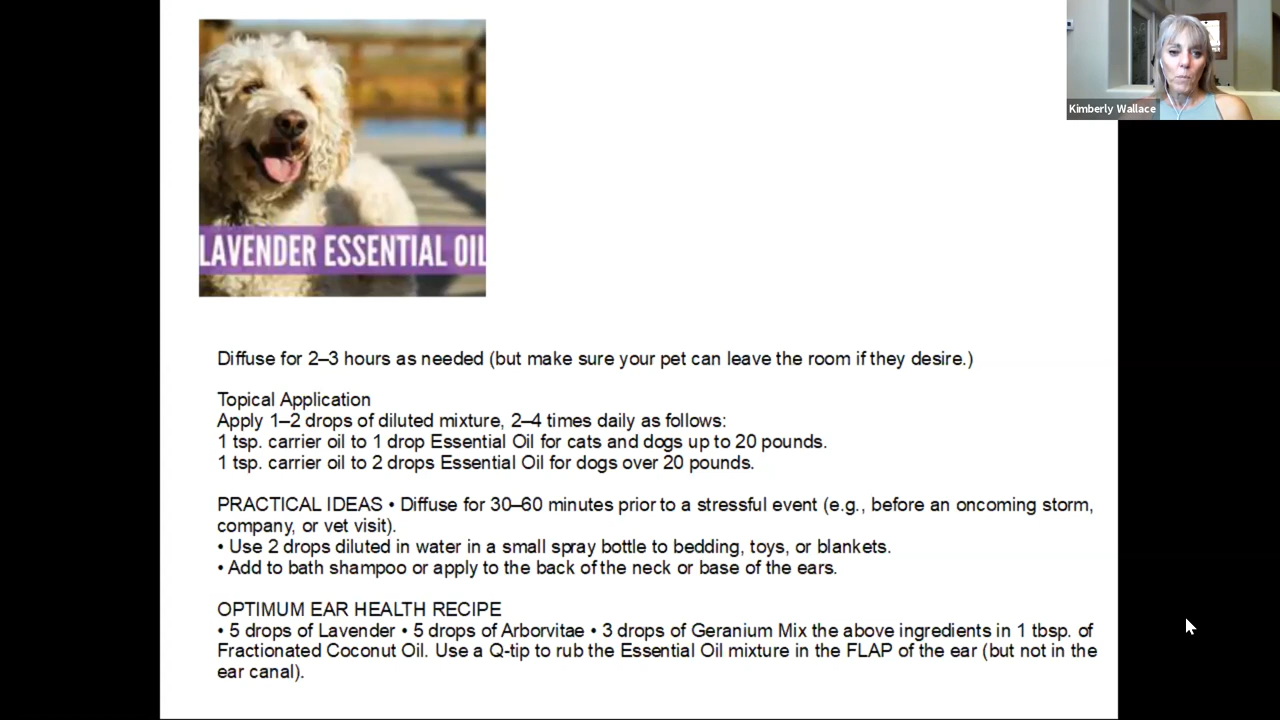 Kimberly Wallace
LAVENDER ESSENTIAL OIL
Diffuse for 2–3 hours as needed (but make sure your pet can leave the room if they desire.)
Topical Application
Apply 1–2 drops of diluted mixture, 2–4 times daily as follows:
1 tsp. carrier oil to 1 drop Essential Oil for cats and dogs up to 20 pounds.
1 tsp. carrier oil to 2 drops Essential Oil for dogs over 20 pounds.
PRACTICAL IDEAS • Diffuse for 30–60 minutes prior to a stressful event (e.g., before an oncoming storm,
company, or vet visit).
• Use 2 drops diluted in water in a small spray bottle to bedding, toys, or blankets.
• Add to bath shampoo or apply to the back of the neck or base of the ears.
OPTIMUM EAR HEALTH RECIPE
• 5 drops of Lavender • 5 drops of Arborvitae • 3 drops of Geranium Mix the above ingredients in 1 tbsp. of
Fractionated Coconut Oil. Use a Q-tip to rub the Essential Oil mixture in the FLAP of the ear (but not in the
ear canal).